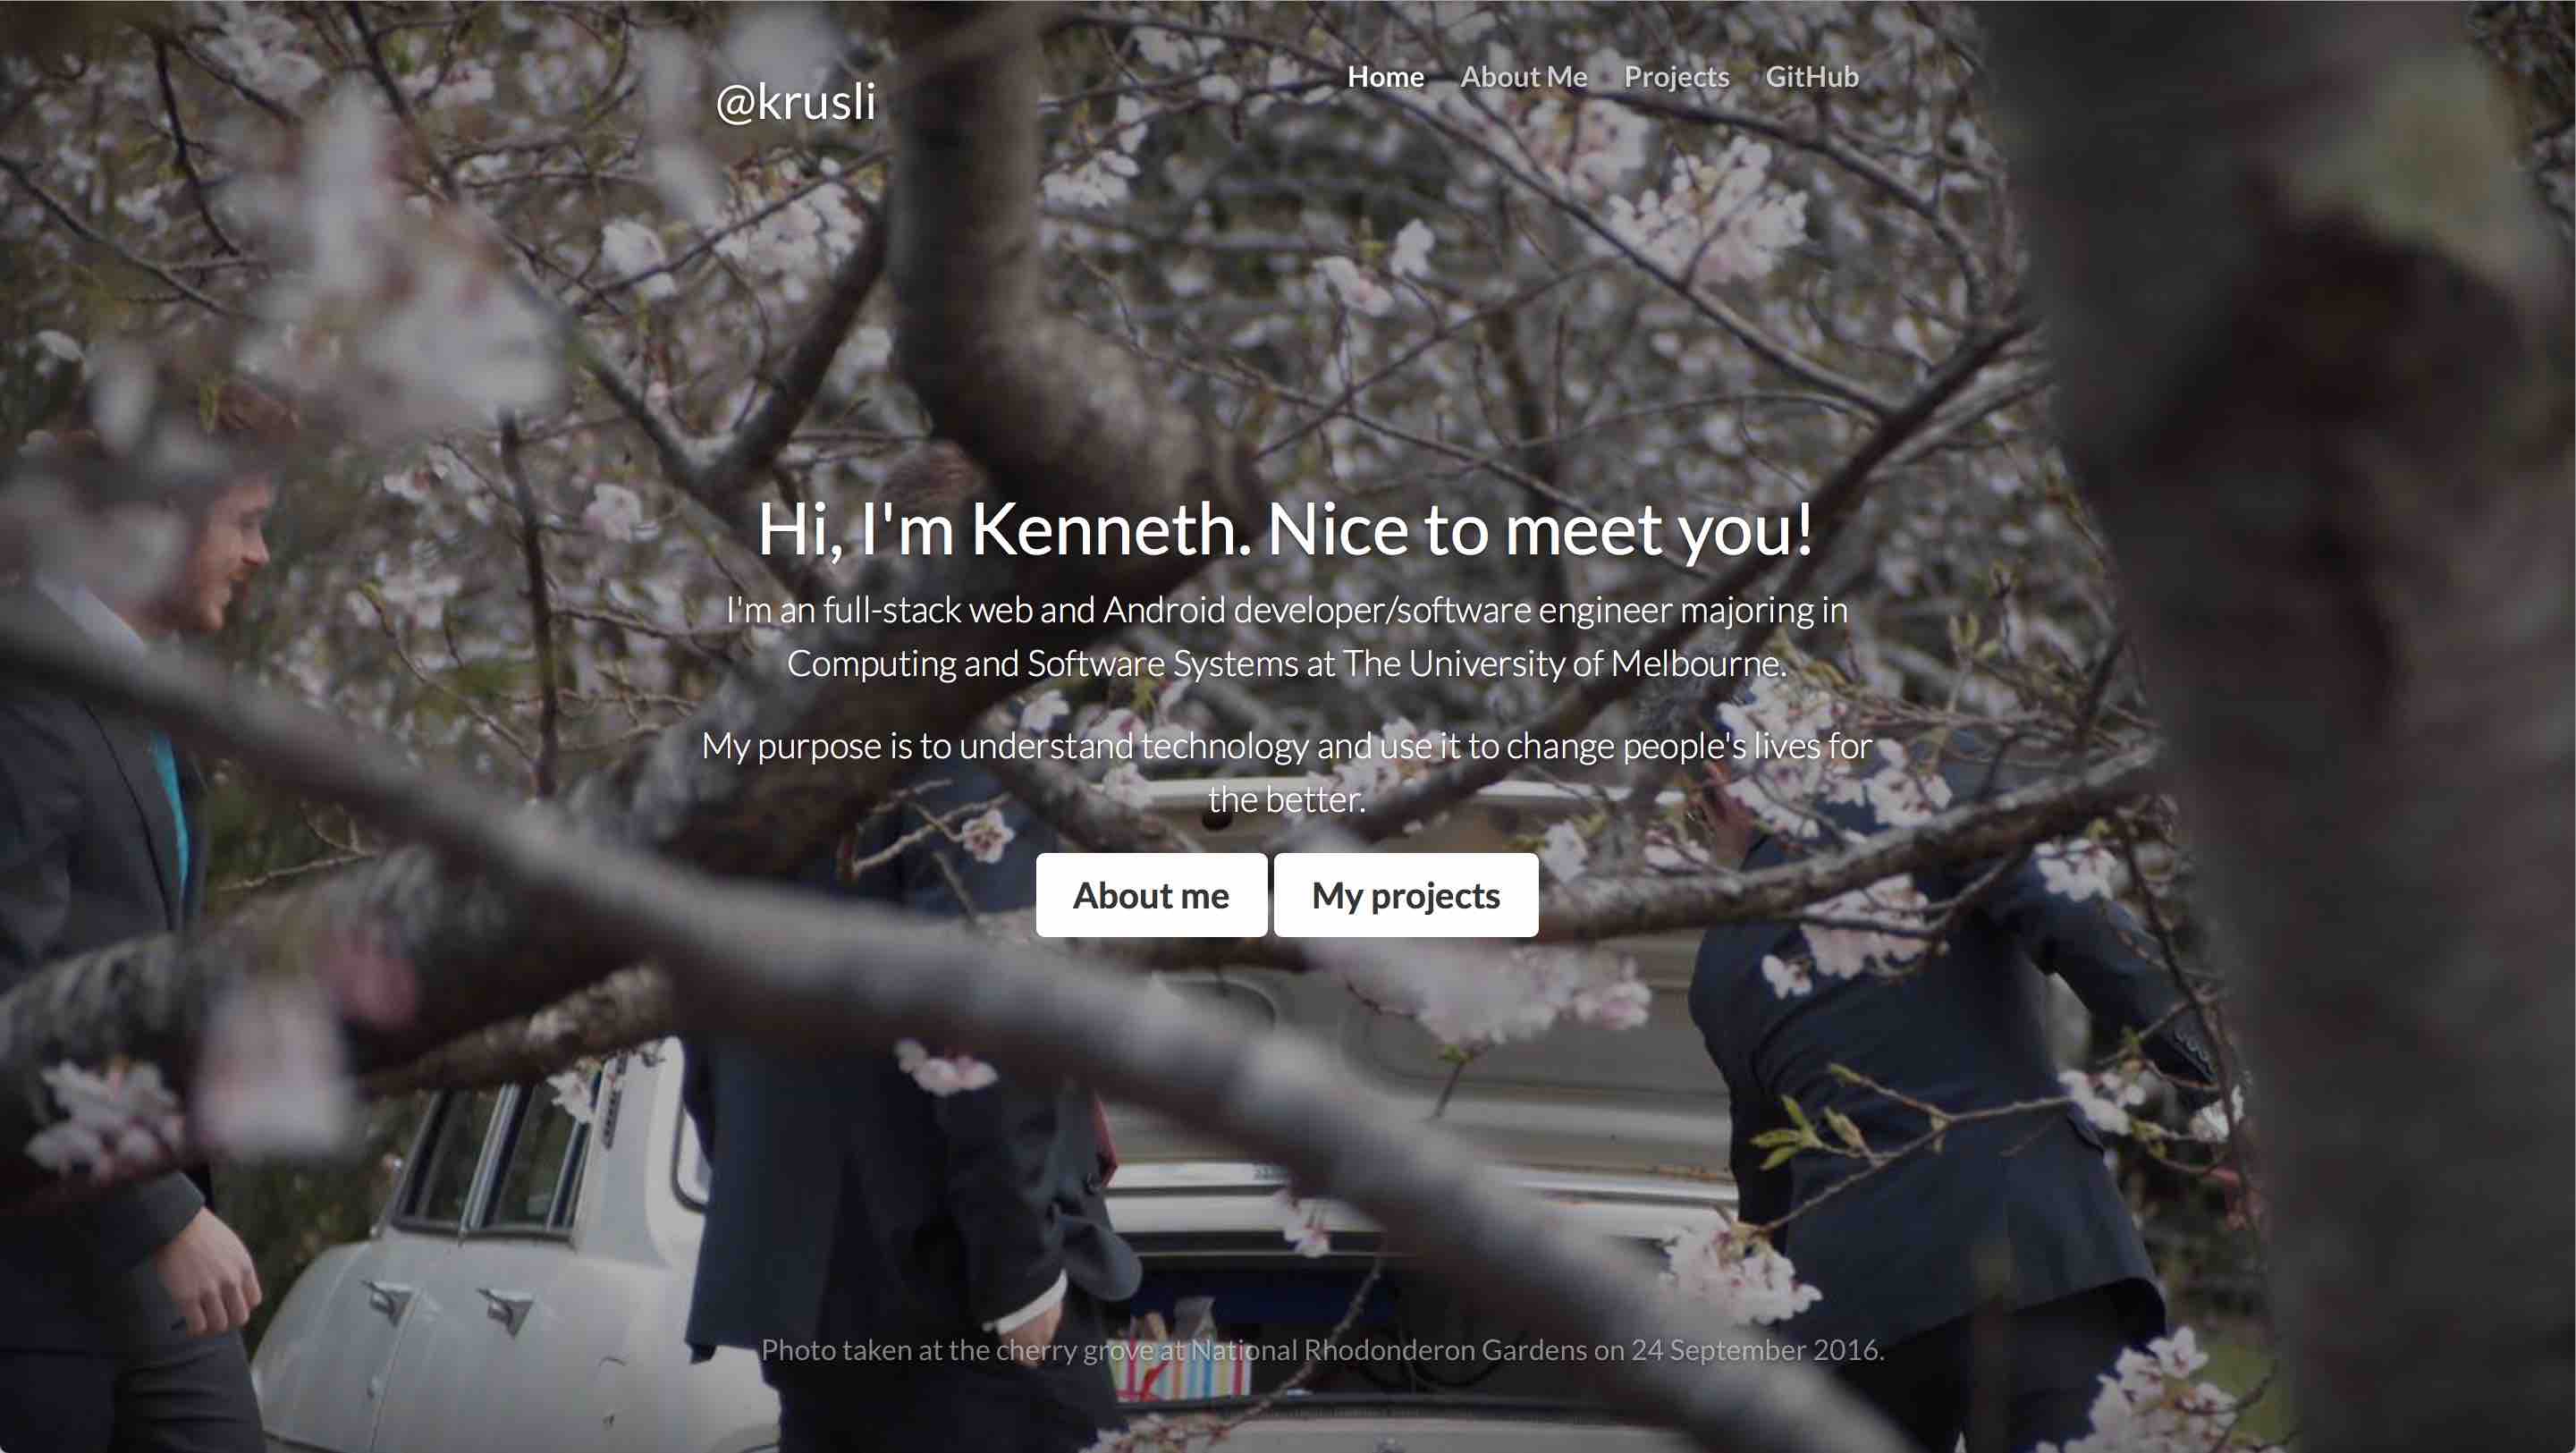 @krusli
Home About Me Projects GitHub
Hi, I'm Kenneth. Nice to meet you!
I'm an full-stack web and Android developer/software engineer majoring in
Computing and Software Systems at The University of Melbourne.
My purpose is to understand technology and use it to change people's lives for
the better.
About me My projects
Photo taken at the cherry grove at National Rhodonderon Gardens on 24 September 2016.